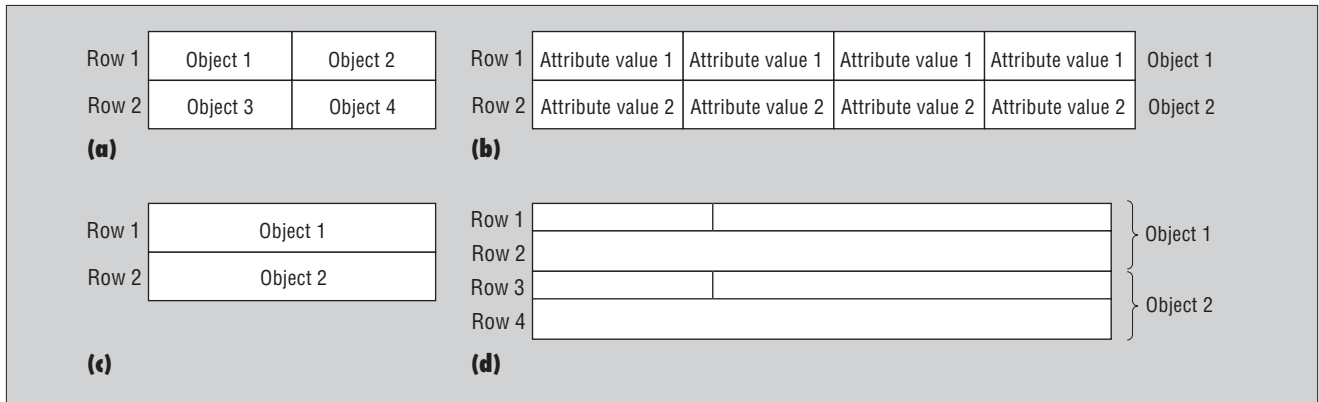 Row 1 Object 1 Object 2
Row 2 Object 3 Object 4
(a)
Row 1 Attribute value 1 Attribute value 1 Attribute value 1 Attribute value 1 Object 1
Row 2 Attribute value 2 Attribute value 2 Attribute value 2 Attribute value 2 Object 2
(b)
Row 1 Object 1
Row 2 Object 2
(c)
Row 1
Row 2
Object 1
Row 3
Row 4
Object 2
(d)